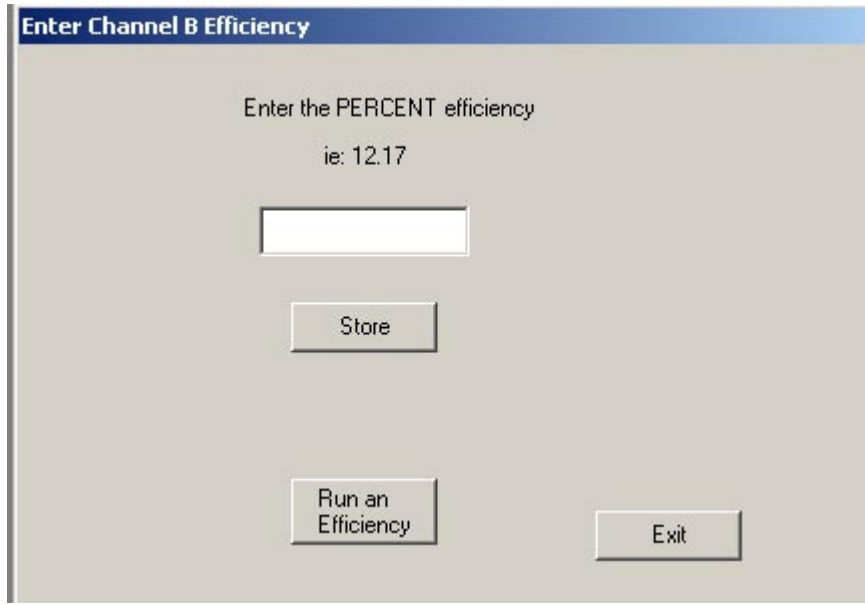 Enter Channel B Efficiency
Enter the PERCENT efficiency
ie: 12.17
Store
Run an
Efficiency
Exit